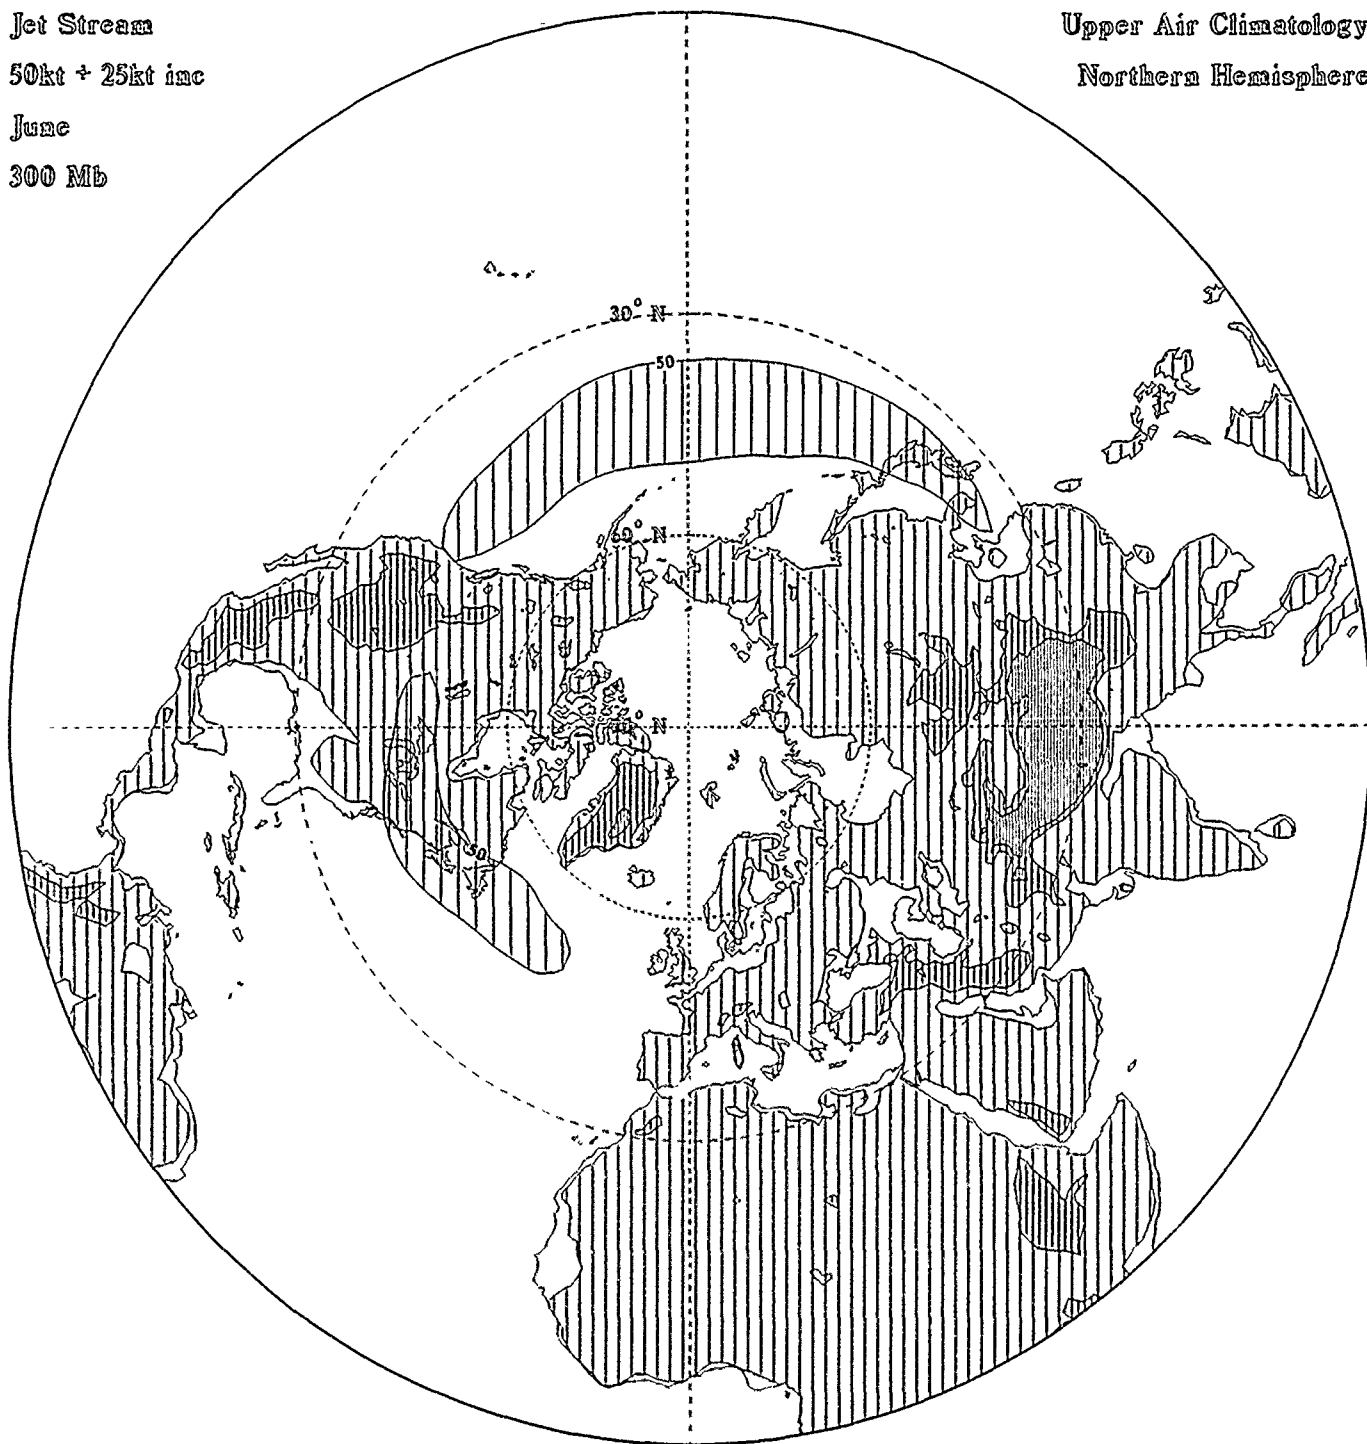 Jet Stream
50kt + 25kt inc
June
300 Mb
Upper Air Climatology
Northern Hemisphere
30° N
50
60° N
° N
50